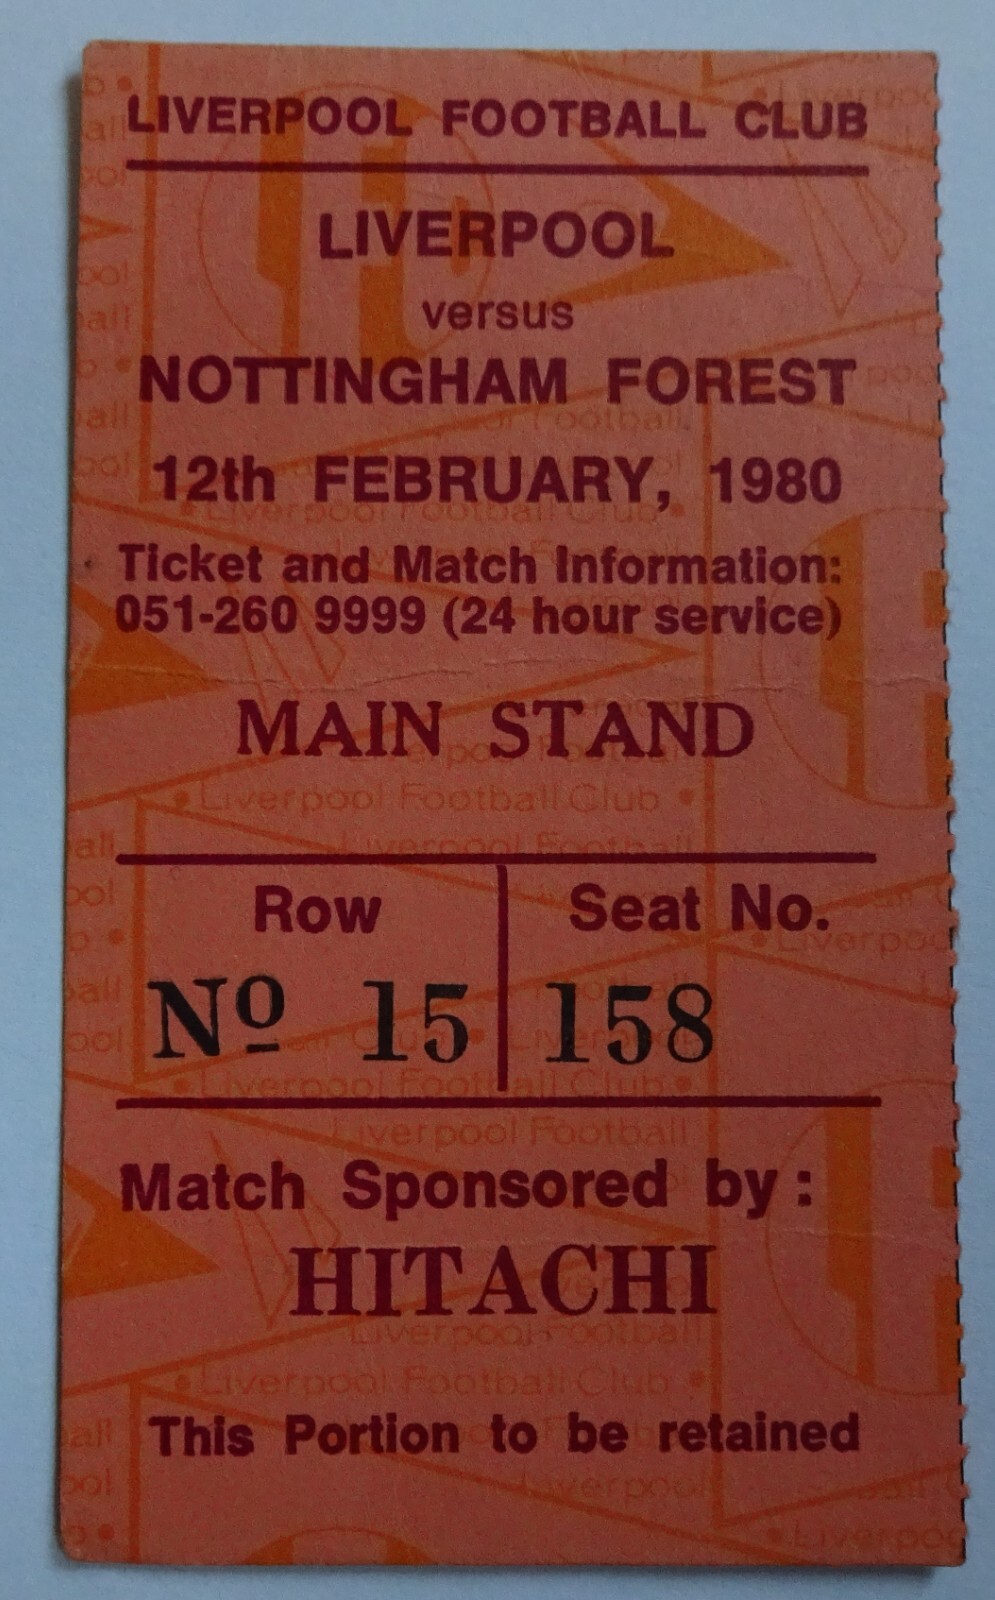 LIVERPOOL FOOTBALL CLUB
LIVERPOOL
versus
NOTTINGHAM FOREST
12th FEBRUARY, 1980
Ticket and Match Information:
051-260 9999 (24 hour service)
MAIN STAND
Row Seat No.
Nº 15 158
Match Sponsored by:
HITACHI
This Portion to be retained